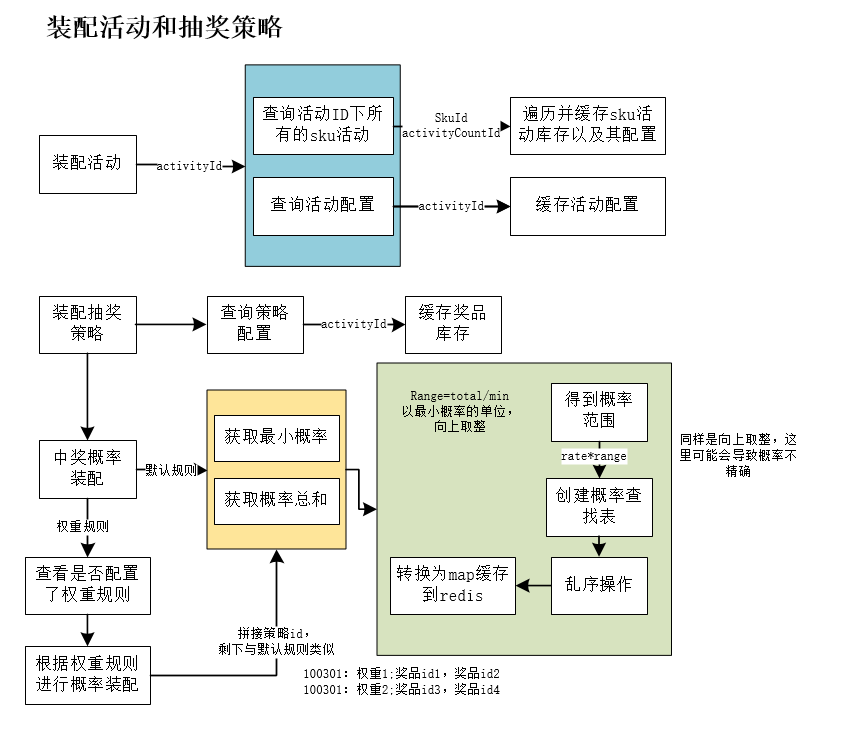 装配活动和抽奖策略
装配活动
activityId
查询活动ID下所
有的sku活动
SkuId
activityCountId
遍历并缓存sku活
动库存以及其配置
查询活动配置
activityId
缓存活动配置
装配抽奖
策略
查询策略
配置
activityId
缓存奖品
库存
中奖概率
装配
默认规则
获取最小概率
获取概率总和
Range=total/min
以最小概率的单位，
向上取整
得到概率
范围
rate*range
创建概率查
找表
同样是向上取整，这
里可能会导致概率不
精确
乱序操作
转换为map缓存
到redis
权重规则
查看是否配置
了权重规则
根据权重规则
进行概率装配
拼接策略id，
剩下与默认规则类似
100301：权重1;奖品id1，奖品id2
100301：权重2;奖品id3，奖品id4